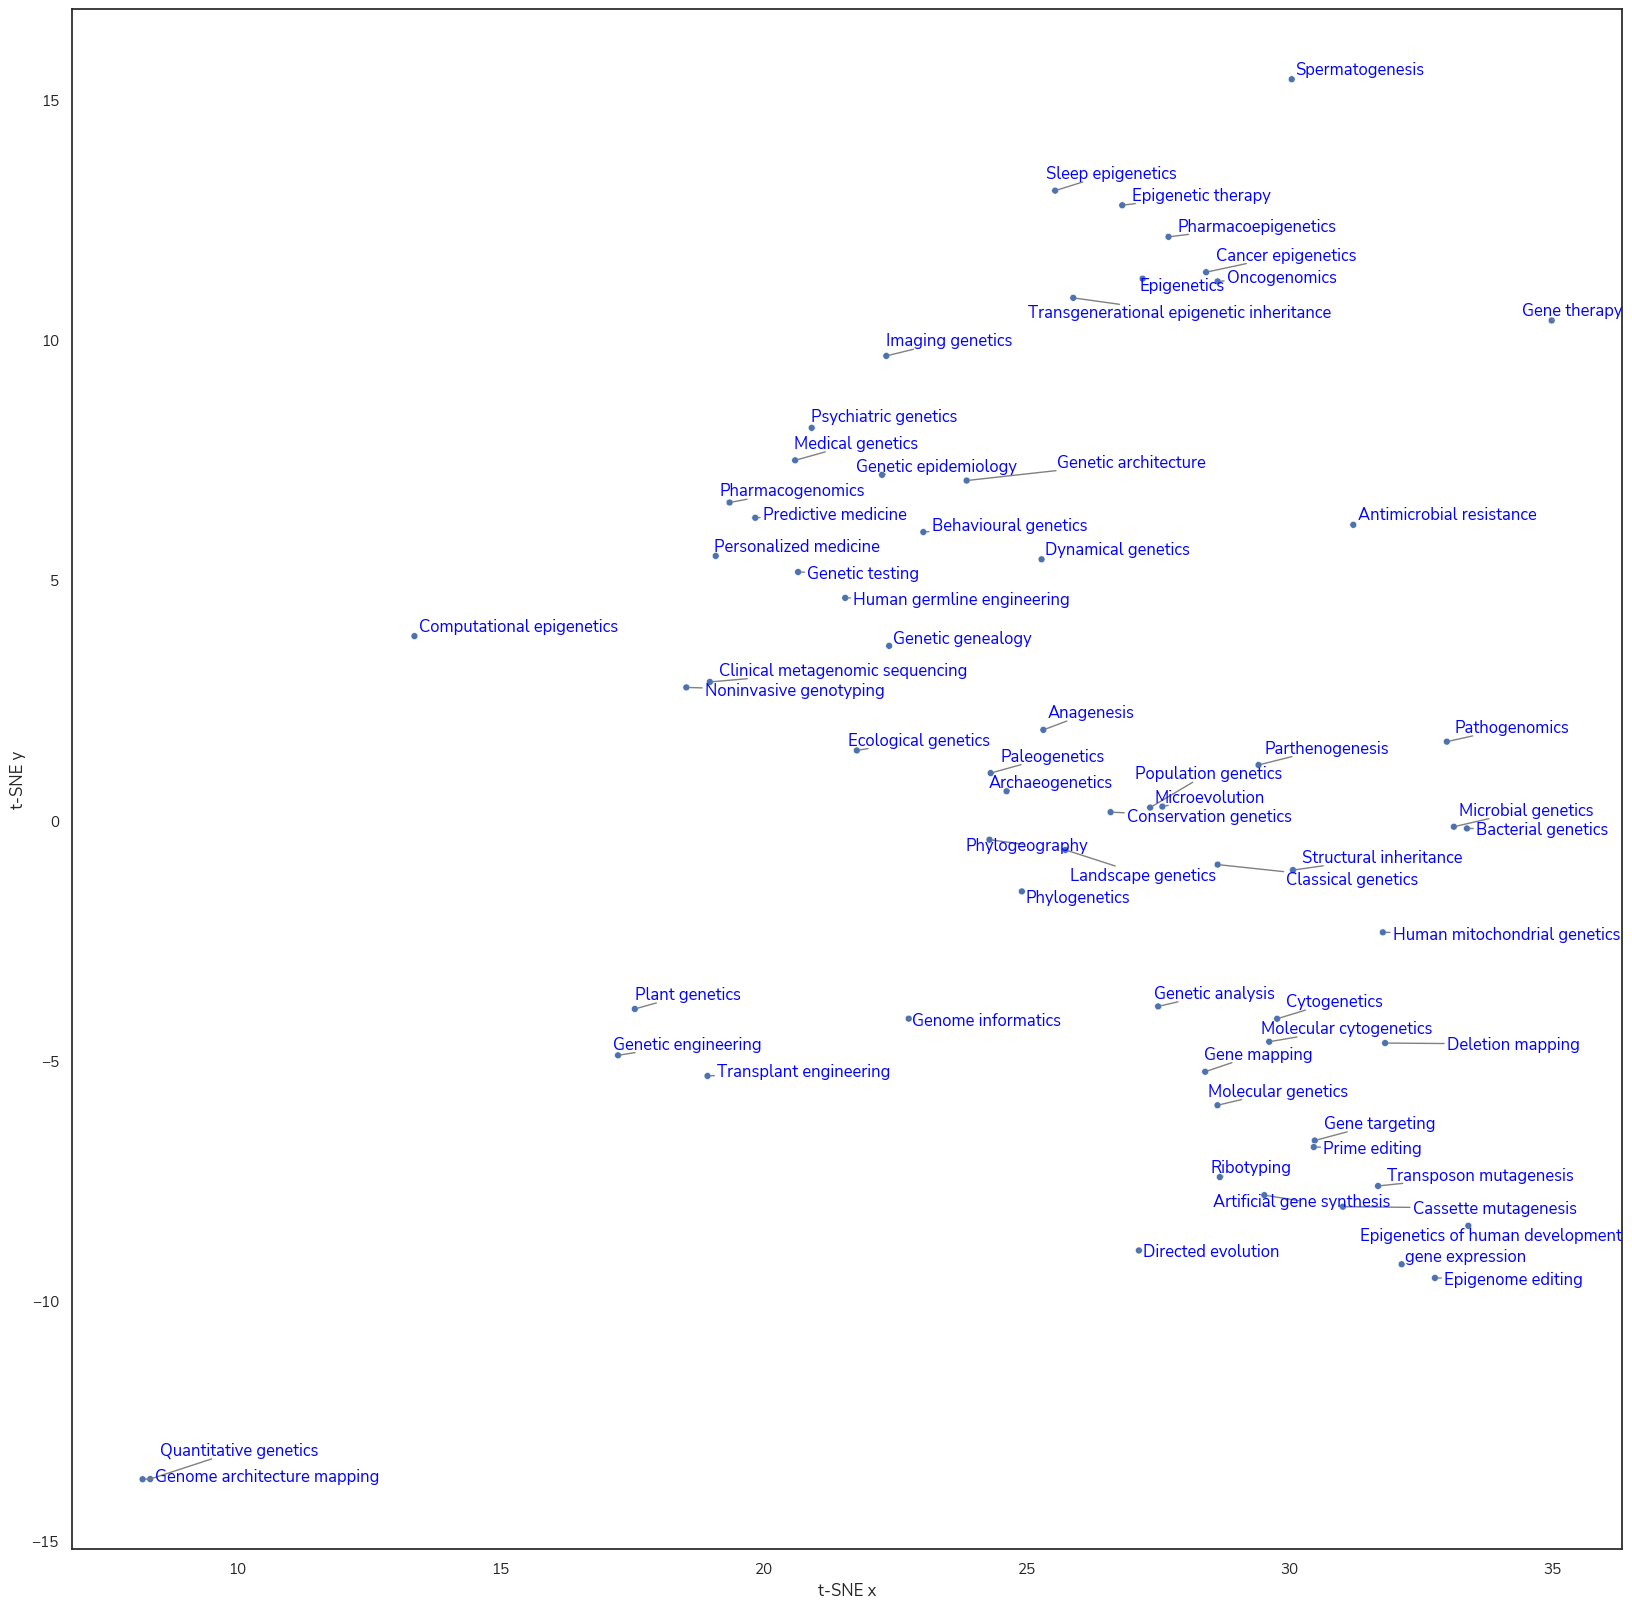 Spermatogenesis
15
Sleep epigenetics
Epigenetic therapy
Pharmacoepigenetics
Cancer epigenetics
Oncogenomics
Epigenetics
Transgenerational epigenetic inheritance
Gene therapy
10
Imaging genetics
Psychiatric genetics
Medical genetics
Genetic epidemiology
Genetic architecture
Pharmacogenomics
Predictive medicine
Antimicrobial resistance
Behavioural genetics
Personalized medicine
Dynamical genetics
5
Genetic testing
Human germline engineering
Computational epigenetics
Genetic genealogy
Clinical metagenomic sequencing
Noninvasive genotyping
Anagenesis
Pathogenomics
Ecological genetics
Parthenogenesis
Paleogenetics
Population genetics
Archaeogenetics
Microevolution
Conservation genetics
Microbial genetics
Bacterial genetics
0
t-SNE y
Phylogeography
Structural inheritance
Landscape genetics
Classical genetics
Phylogenetics
Human mitochondrial genetics
Plant genetics
Genetic analysis
Cytogenetics
Genome informatics
Molecular cytogenetics
Genetic engineering
Deletion mapping
Gene mapping
−5
Transplant engineering
Molecular genetics
Gene targeting
Prime editing
Ribotyping
Transposon mutagenesis
Artificial gene synthesis
Cassette mutagenesis
Epigenetics of human development
Directed evolution
gene expression
Epigenome editing
−10
Quantitative genetics
Genome architecture mapping
−15
10 15 20 25 30 35
t-SNE x